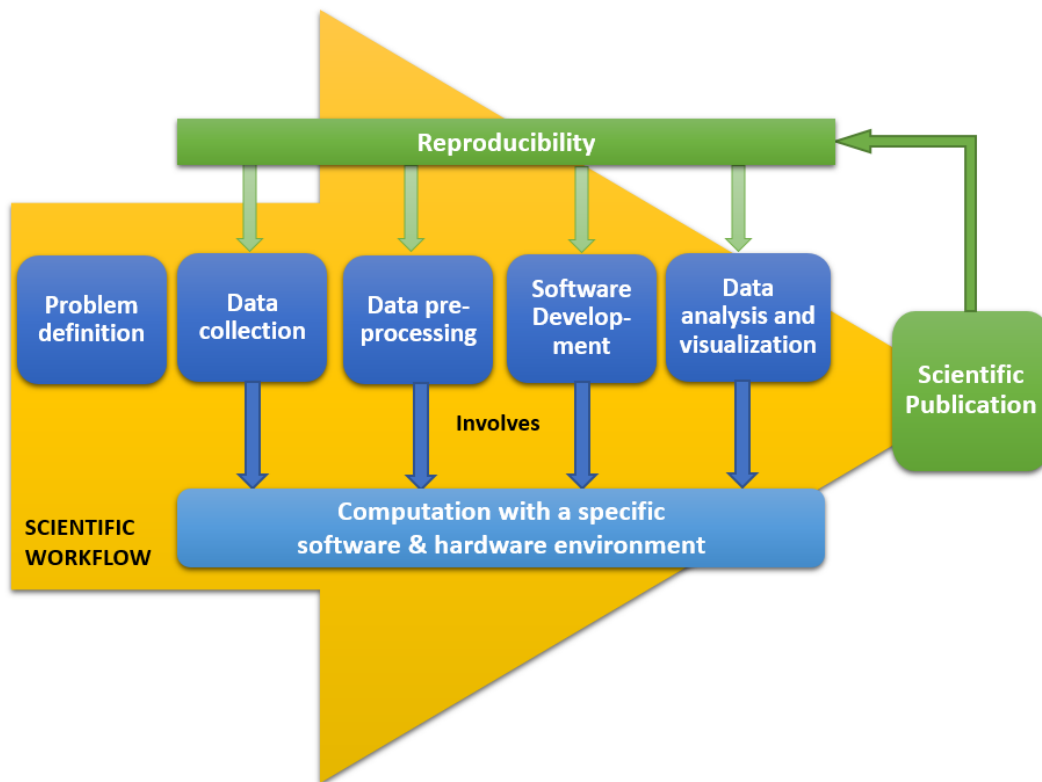 Reproducibility
Problem
definition
Data
collection
Data pre-
processing
Software
Develop-
ment
Data
analysis and
visualization
Scientific
Publication
Involves
Computation with a specific
software & hardware environment
SCIENTIFIC
WORKFLOW